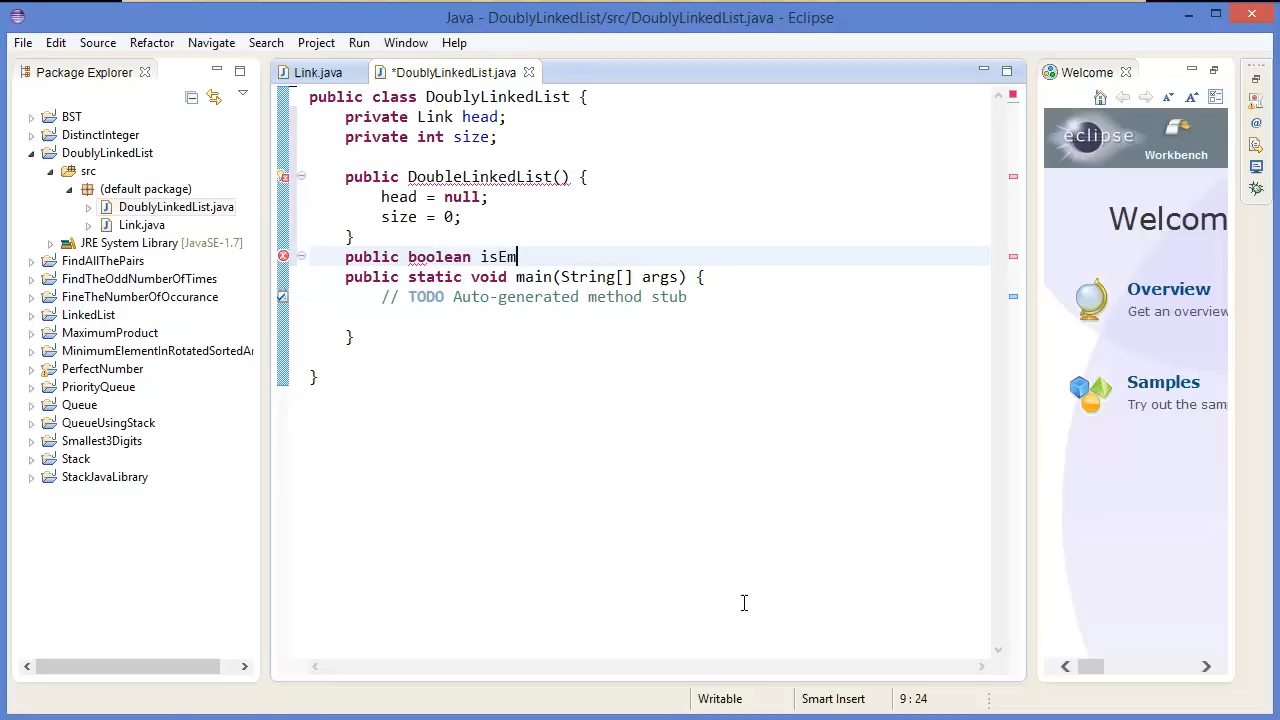 Java - DoublyLinkedList/src/DoublyLinkedList.java - Eclipse
File Edit Source Refactor Navigate Search Project Run Window Help
Package Explorer
BST
DistinctInteger
DoublyLinkedList
src
(default package)
DoublyLinkedList.java
Link.java
JRE System Library [JavaSE-1.7]
FindAllThePairs
FindTheOddNumberOfTimes
FineTheNumberOfOccurance
LinkedList
MaximumProduct
MinimumElementInRotatedSortedAr
PerfectNumber
PriorityQueue
Queue
QueueUsingStack
Smallest3Digits
Stack
StackJavaLibrary
Link.java *DoublyLinkedList.java
public class DoublyLinkedList {
private Link head;
private int size;
public DoubleLinkedList() {
head = null;
size = 0;
}
public boolean isEm
public static void main(String[] args) {
// TODO Auto-generated method stub
}
}
Welcome
eclipse
Workbench
Welcom
Overview
Get an overview
Samples
Try out the sam
Writable Smart Insert 9 : 24